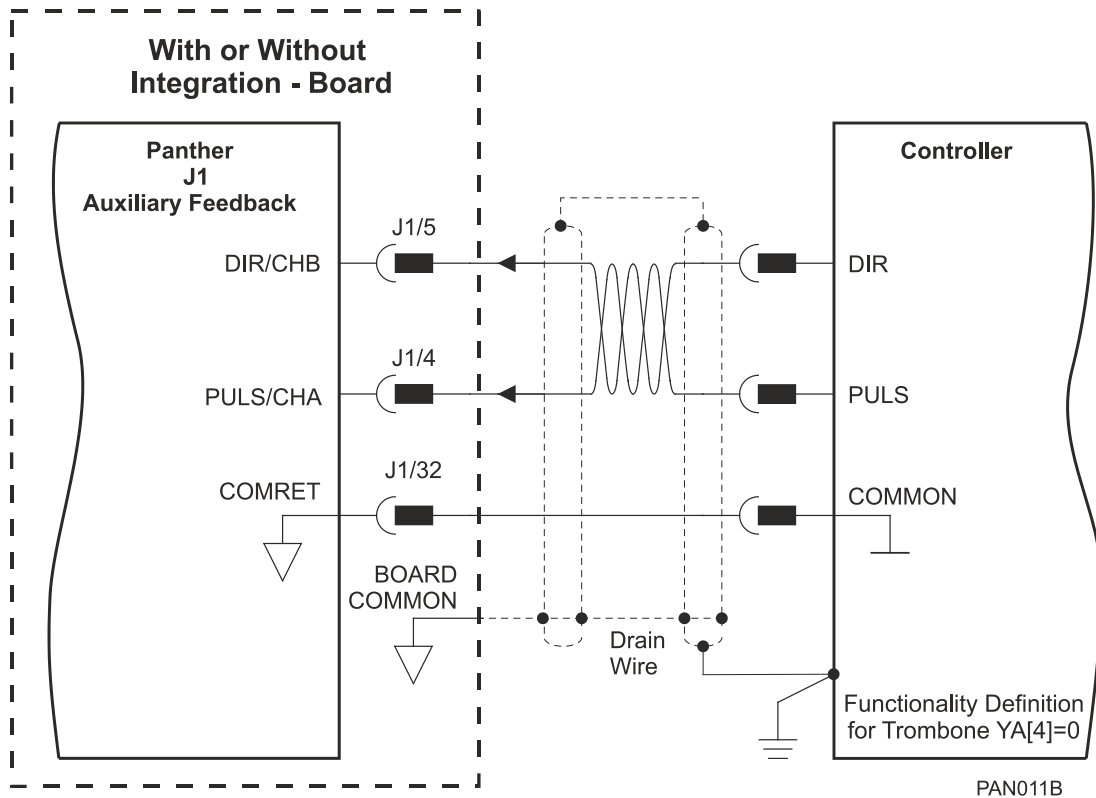 With or Without
Integration - Board
Panther
J1
Auxiliary Feedback
Controller
J1/5
DIR/CHB
DIR
J1/4
PULS/CHA
PULS
J1/32
COMRET
COMMON
BOARD
COMMON
Drain
Wire
Functionality Definition
for Trombone YA[4]=0
PAN011B